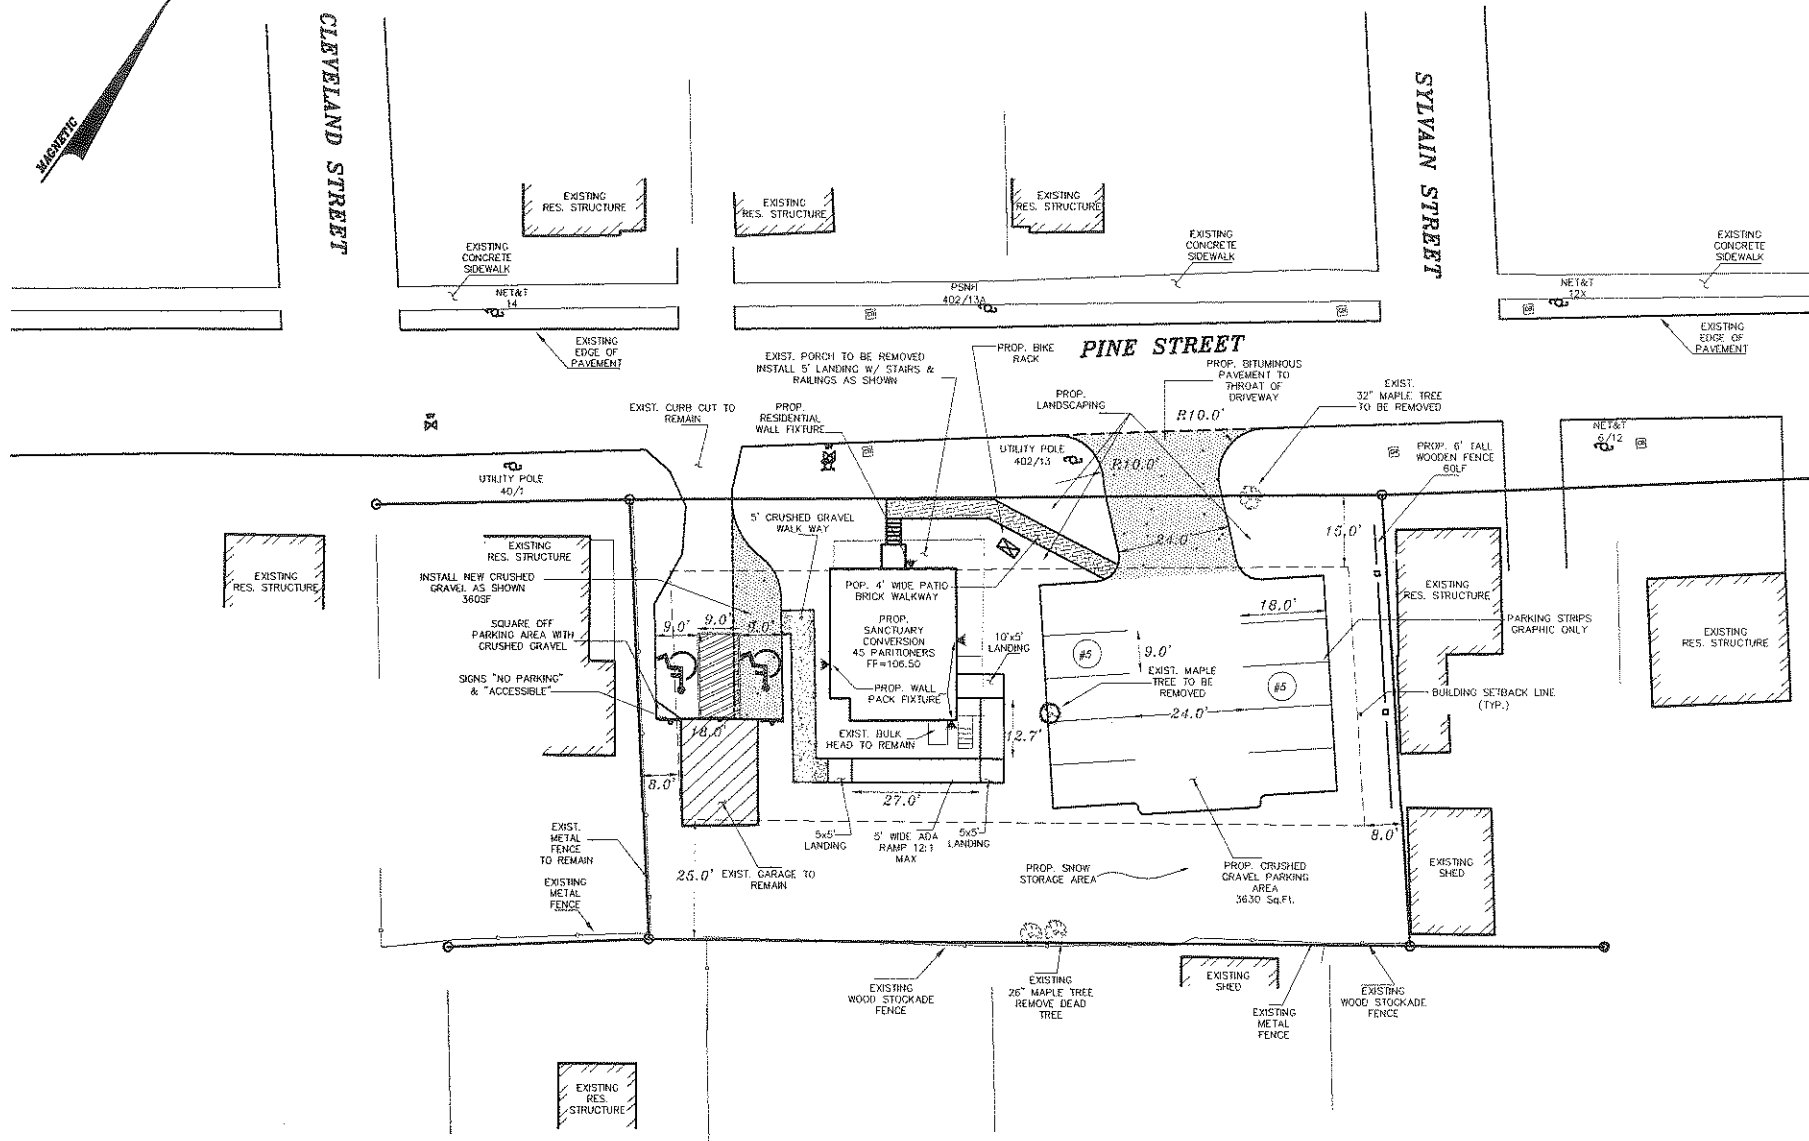 MAGNETIC
CLEVELAND STREET
SYLVAIN STREET
EXISTING
RES. STRUCTURE
EXISTING
RES. STRUCTURE
EXISTING
RES. STRUCTURE
EXISTING
CONCRETE
SIDEWALK
EXISTING
CONCRETE
SIDEWALK
EXISTING
CONCRETE
SIDEWALK
NET&T
14
PSNH
402/13A
NET&T
12X
EXISTING
EDGE OF
PAVEMENT
EXISTING
EDGE OF
PAVEMENT
PINE STREET
EXIST. PORCH TO BE REMOVED
INSTALL 5' LANDING W/ STAIRS &
RAILINGS AS SHOWN
PROP. BIKE
RACK
PROP. BITUMINOUS
PAVEMENT TO
THROAT OF
DRIVEWAY
EXIST.
32" MAPLE TREE
TO BE REMOVED
EXIST. CURB CUT TO
REMAIN
PROP.
RESIDENTIAL
WALL FIXTURE
PROP.
LANDSCAPING
R10.0'
R10.0'
UTILITY POLE
40/1
UTILITY POLE
402/13
NET&T
6/12
PROP. 6' TALL
WOODEN FENCE
60LF
5' CRUSHED GRAVEL
WALK WAY
15.0'
24.0'
EXISTING
RES. STRUCTURE
EXISTING
RES. STRUCTURE
INSTALL NEW CRUSHED
GRAVEL AS SHOWN
360SF
POP. 4' WIDE PATIO
BRICK WALKWAY
EXISTING
RES. STRUCTURE
EXISTING
RES. STRUCTURE
SQUARE OFF
PARKING AREA WITH
CRUSHED GRAVEL
9.0'
9.0'
8.0'
PROP.
SANCTUARY
CONVERSION
45 PARITIONERS
FF=106.50
10'x5'
LANDING
18.0'
PARKING STRIPS
GRAPHIC ONLY
#5
9.0'
EXIST. MAPLE
TREE TO BE
REMOVED
#5
SIGNS "NO PARKING"
& "ACCESSIBLE"
PROP. WALL
PACK FIXTURE
BUILDING SETBACK LINE
(TYP.)
24.0'
18.0'
EXIST. BULK
HEAD TO REMAIN
12.7'
8.0'
27.0'
5x5'
LANDING
5' WIDE ADA
RAMP 12:1
MAX
5x5'
LANDING
8.0'
EXIST.
METAL
FENCE
TO REMAIN
25.0'
EXIST. GARAGE TO
REMAIN
PROP. SNOW
STORAGE AREA
PROP. CRUSHED
GRAVEL PARKING
AREA
3630 Sq.Ft.
EXISTING
SHED
EXISTING
METAL
FENCE
EXISTING
WOOD STOCKADE
FENCE
EXISTING
26" MAPLE TREE
REMOVE DEAD
TREE
EXISTING
SHED
EXISTING
METAL
FENCE
EXISTING
WOOD STOCKADE
FENCE
EXISTING
RES.
STRUCTURE